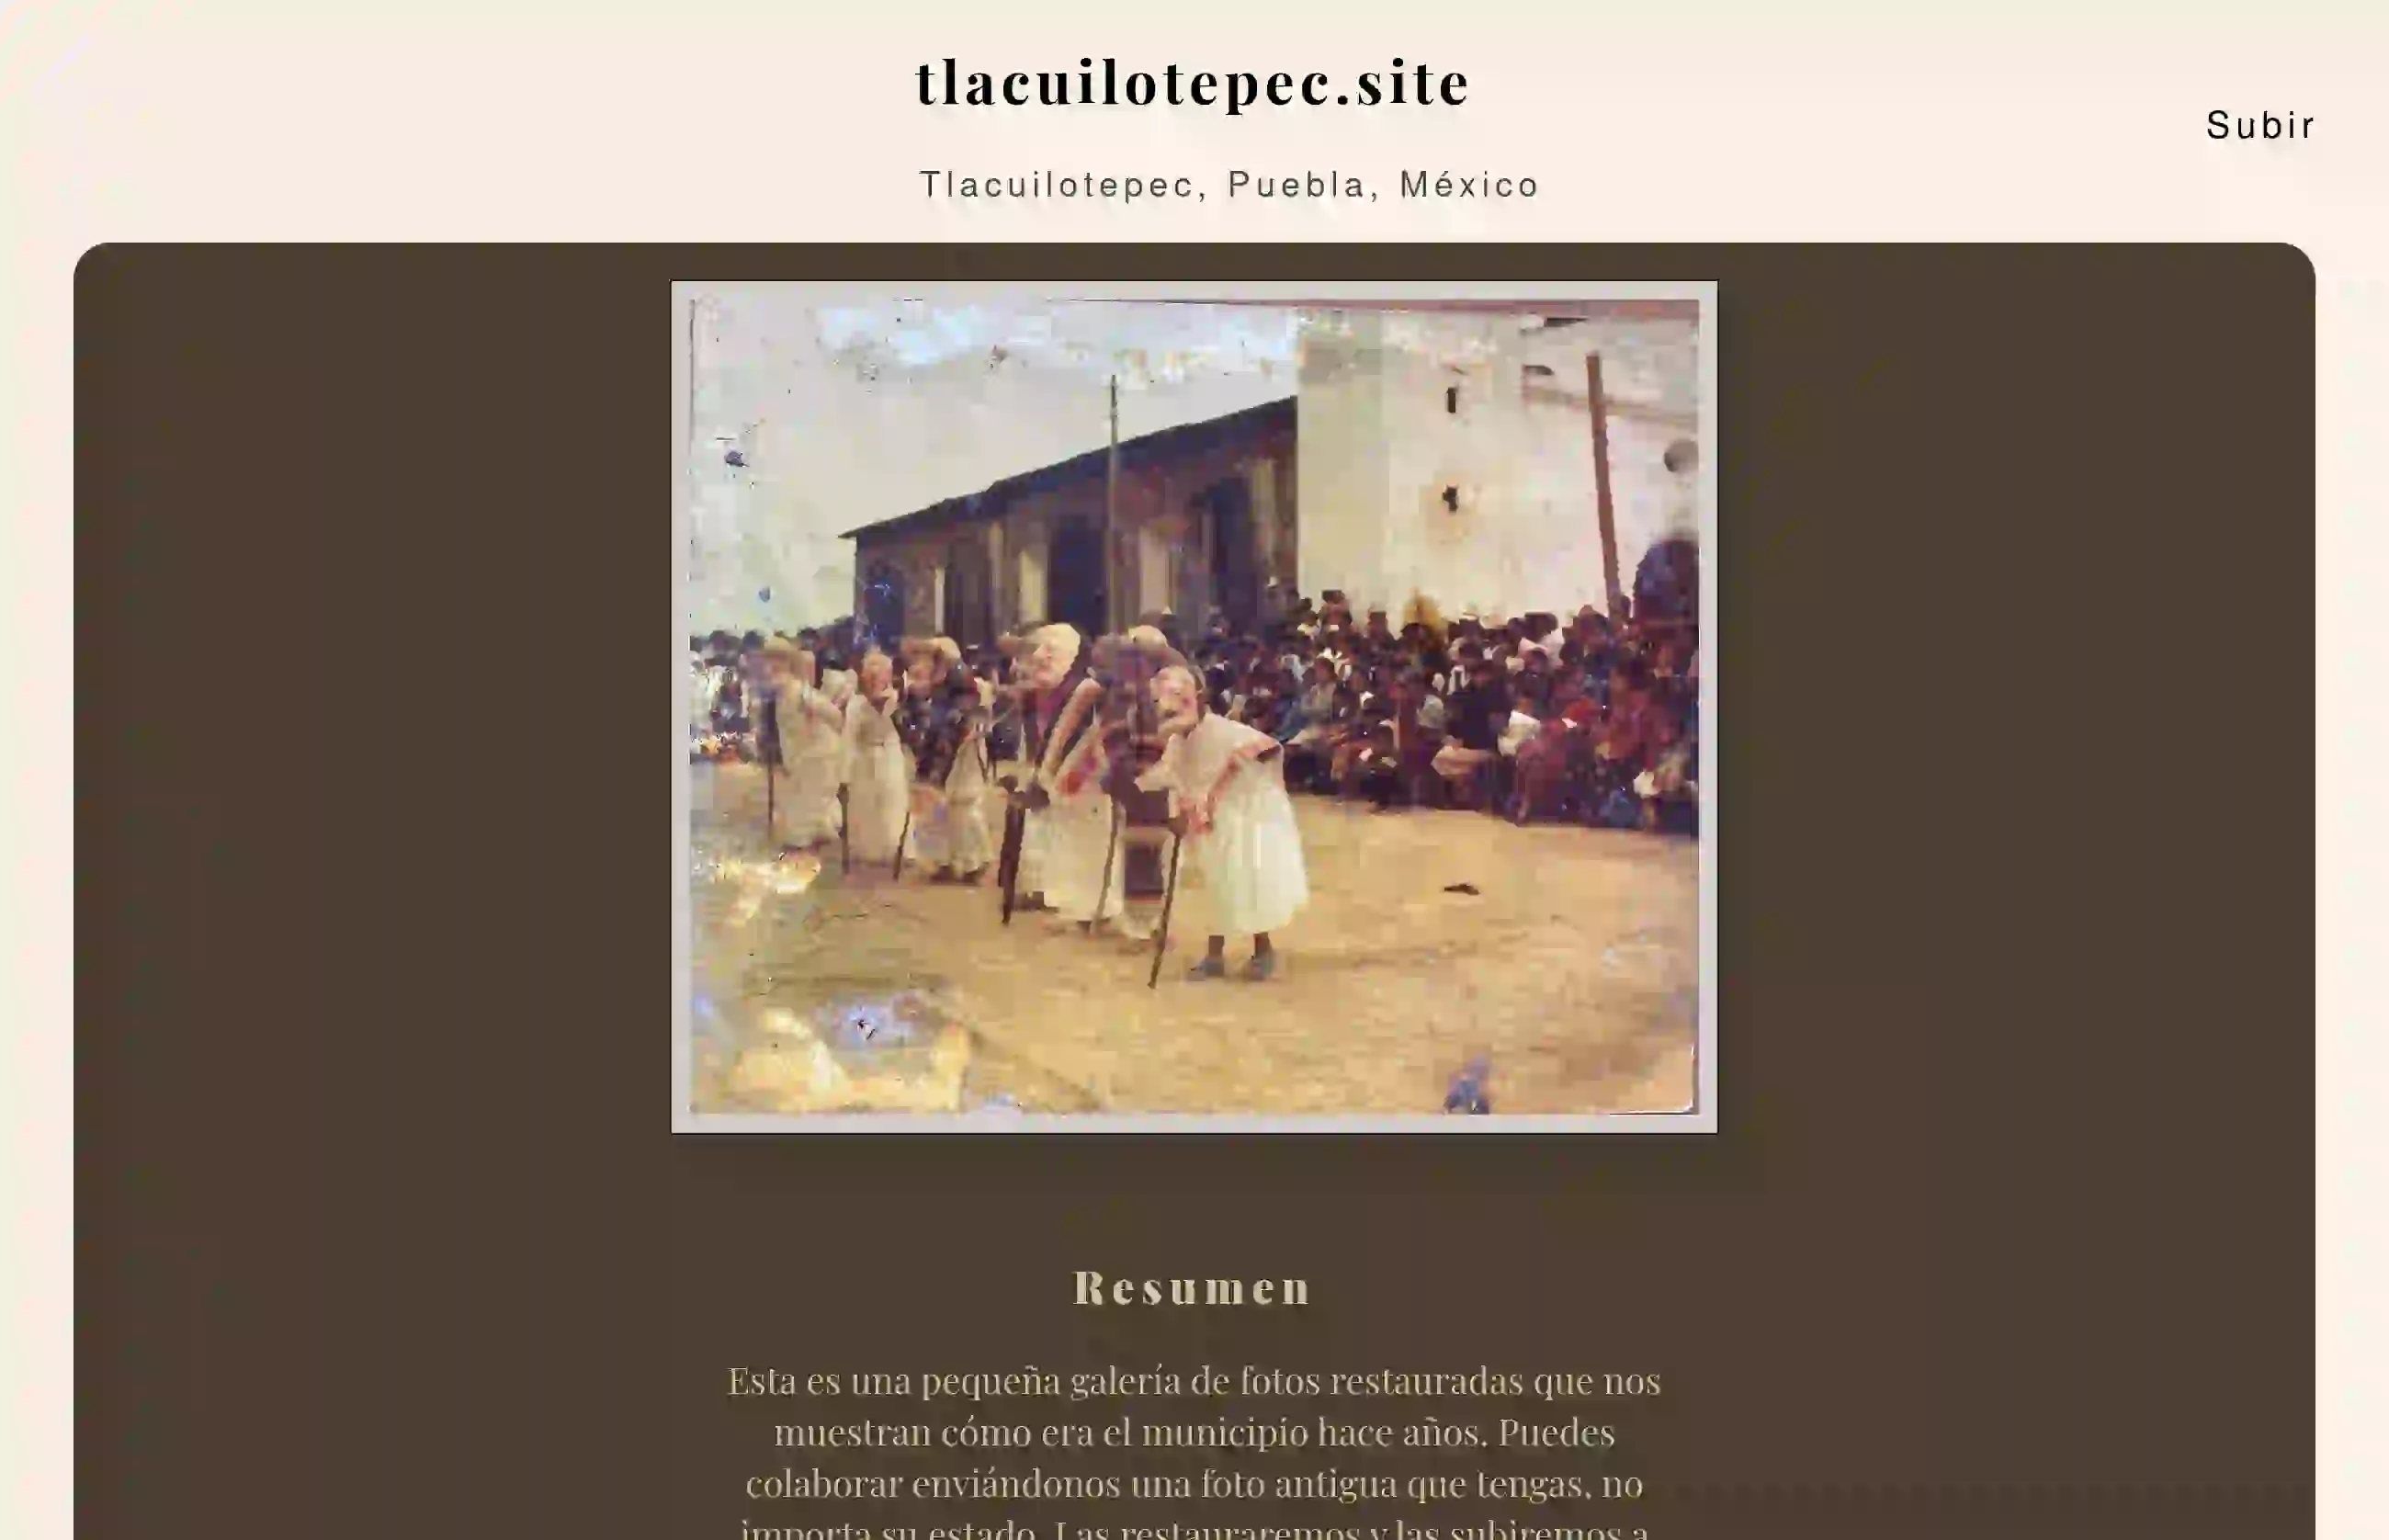 tlacuilotepec.site
Subir
Tlacuilotepec, Puebla, México
Resumen
Esta es una pequeña galería de fotos restauradas que nos
muestran cómo era el municipio hace años. Puedes
colaborar enviándonos una foto antigua que tengas, no
importa su estado. Las restauraremos y las subiremos a